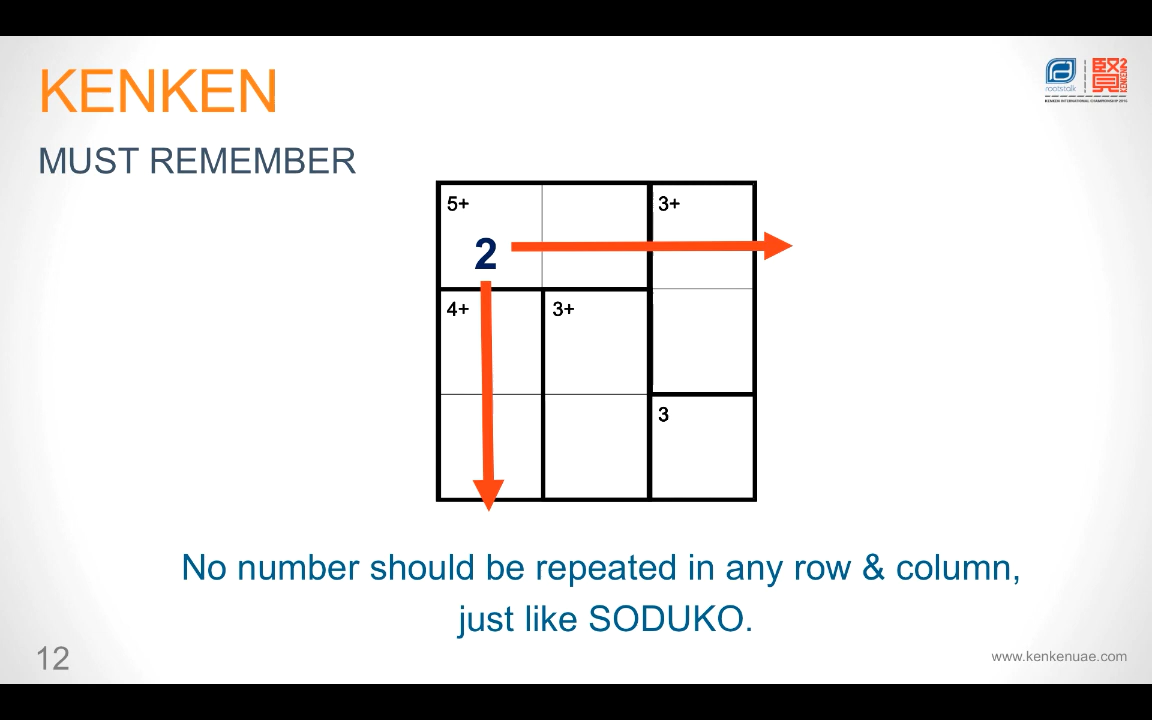 KENKEN
rootstalk
MUST REMEMBER
5+
3+
2
4+
3+
3
No number should be repeated in any row & column,
just like SODUKO.
12
www.kenkenuae.com